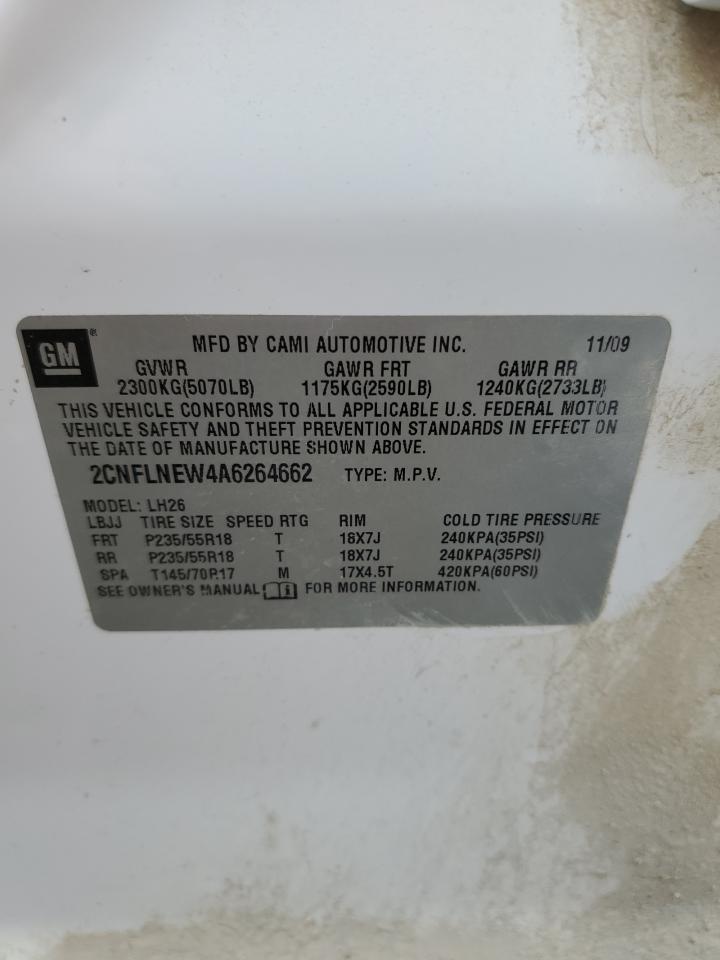 GM® MFD BY CAMI AUTOMOTIVE INC. 11/09
GVWR GAWR FRT GAWR RR
2300KG(5070LB) 1175KG(2590LB) 1240KG(2733LB)
THIS VEHICLE CONFORMS TO ALL APPLICABLE U.S. FEDERAL MOTOR
VEHICLE SAFETY AND THEFT PREVENTION STANDARDS IN EFFECT ON
THE DATE OF MANUFACTURE SHOWN ABOVE.
2CNFLNEW4A6264662 TYPE: M.P.V.
MODEL: LH26
LBJJ TIRE SIZE SPEED RTG RIM COLD TIRE PRESSURE
FRT P235/55R18 T 18X7J 240KPA(35PSI)
RR P235/55R18 T 18X7J 240KPA(35PSI)
SPA T145/70R17 M 17X4.5T 420KPA(60PSI)
SEE OWNER'S MANUAL i FOR MORE INFORMATION.